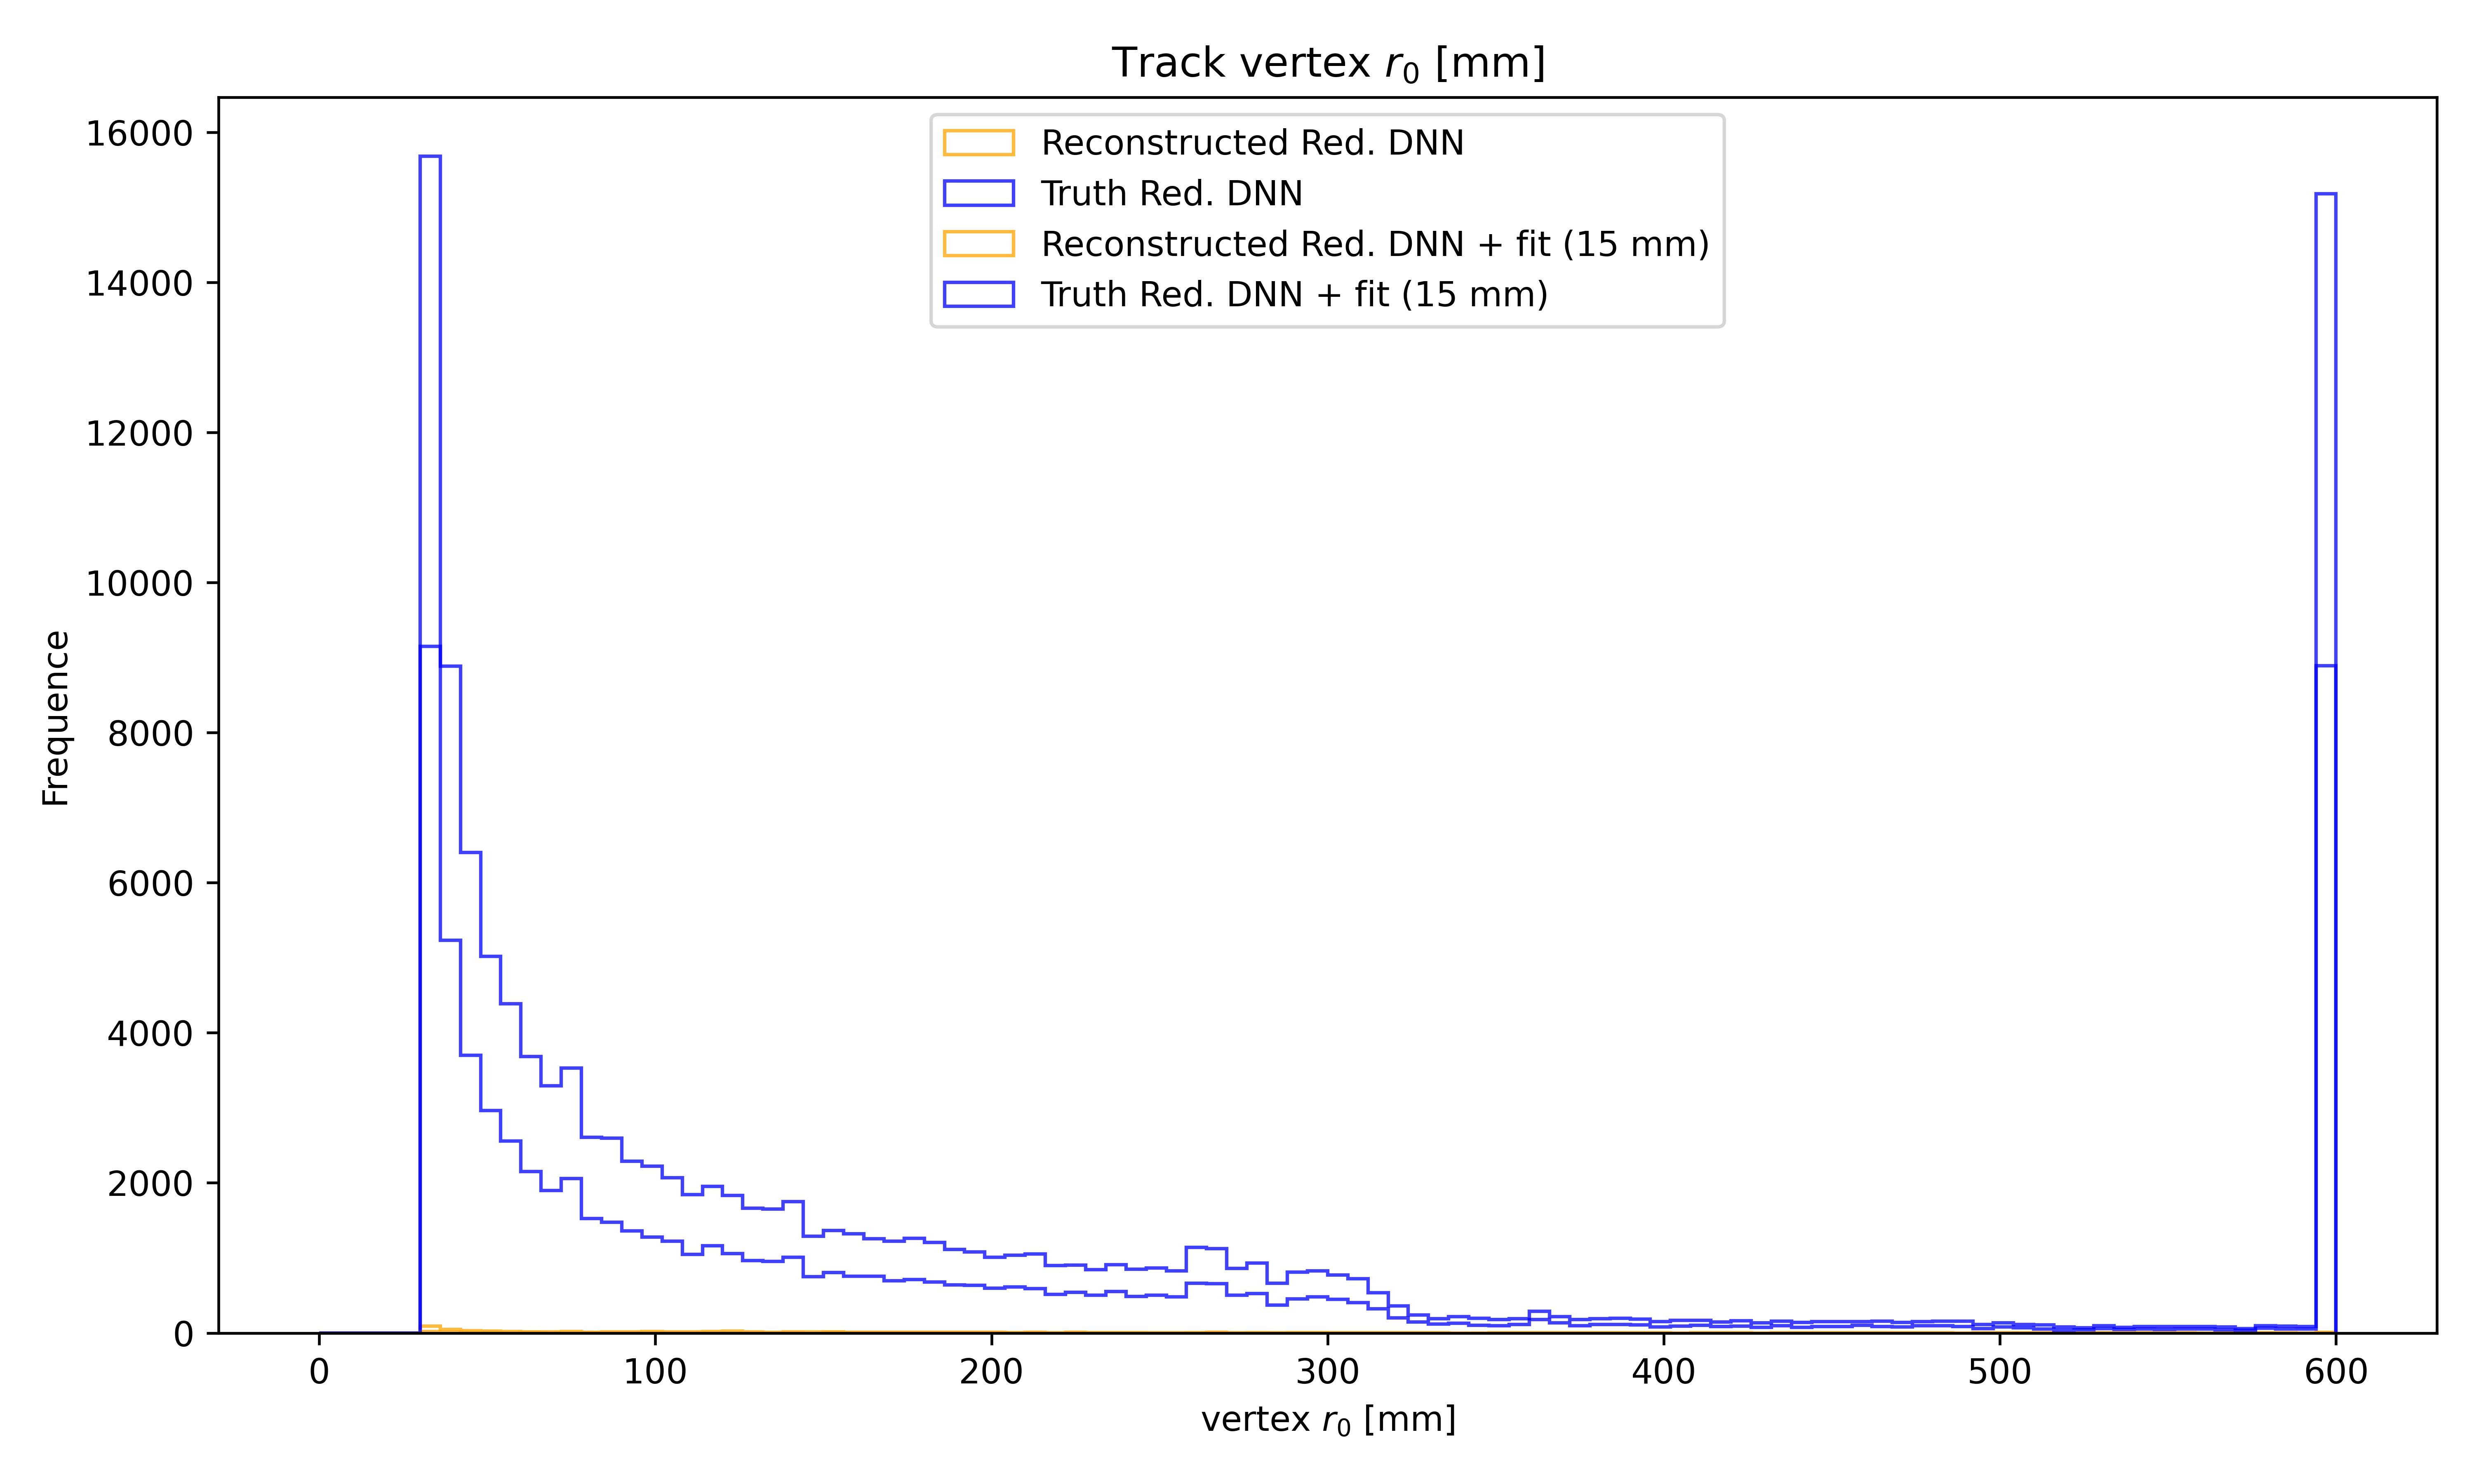 Track vertex r₀ [mm]
Reconstructed Red. DNN
Truth Red. DNN
Reconstructed Red. DNN + fit (15 mm)
Truth Red. DNN + fit (15 mm)
Frequence
16000
14000
12000
10000
8000
6000
4000
2000
0
0 100 200 300 400 500 600
vertex r₀ [mm]